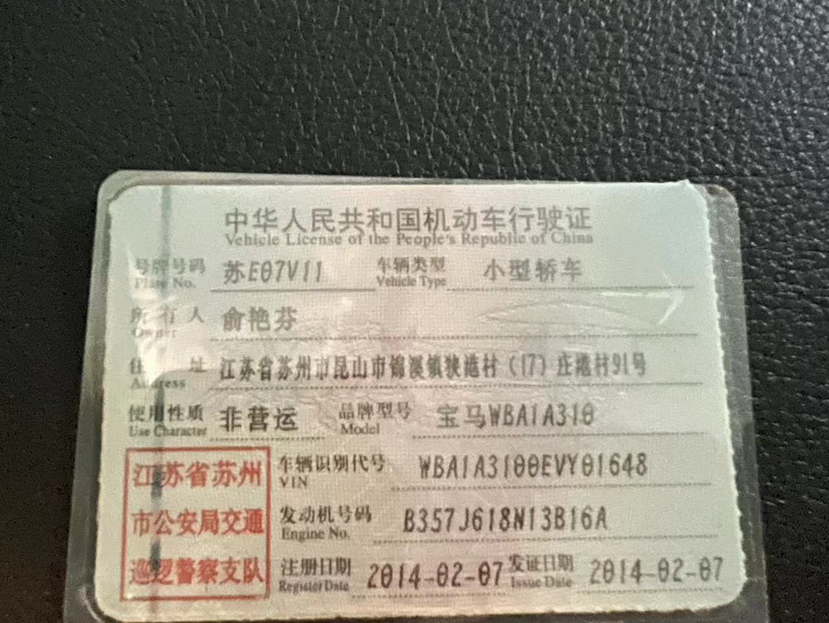 中华人民共和国机动车行驶证
Vehicle License of the People's Republic of China
号牌号码 苏E07V11 车辆类型 小型轿车
Plate No. Vehicle Type
所有人 俞艳芬
Owner
住址 江苏省苏州市昆山市锦溪镇狭港村(17)庄港村91号
Address
使用性质 非营运 品牌型号 宝马WBA1A310
Use Character Model
江苏省苏州 车辆识别代号 WBA1A3100EVY01648
VIN
市公安局交通 发动机号码 B357J618N13B16A
Engine No.
巡逻警察支队 注册日期 2014-02-07 发证日期 2014-02-07
Register Date Issue Date